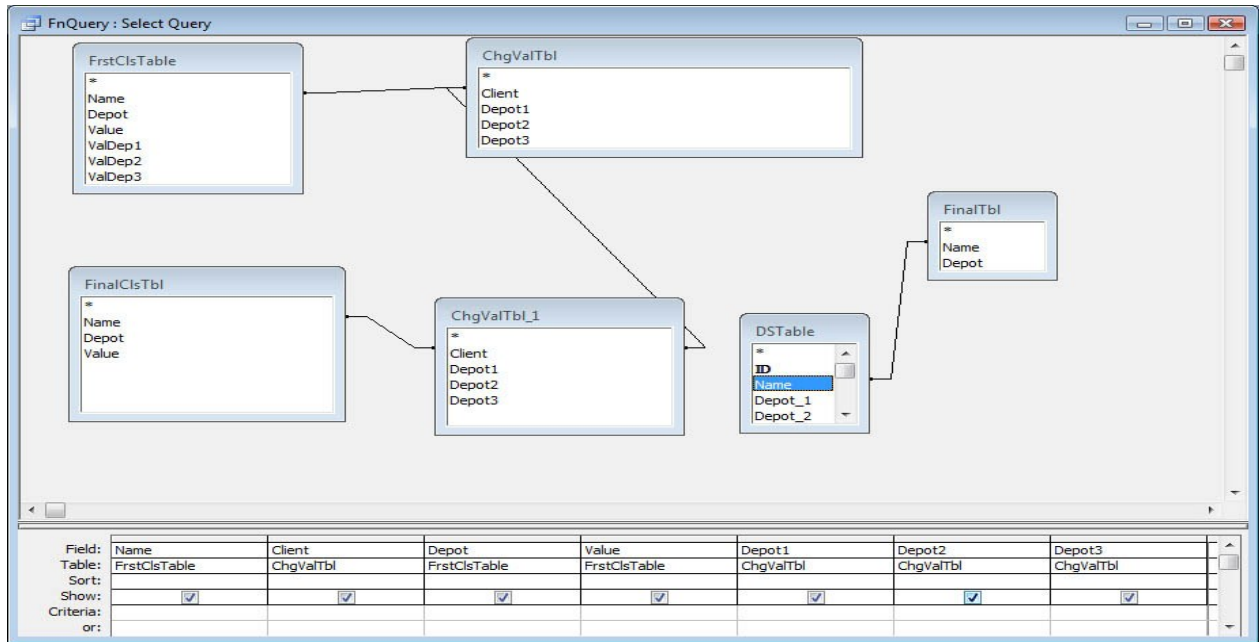 FnQuery : Select Query
FrstClsTable
*
Name
Depot
Value
ValDep1
ValDep2
ValDep3
ChgValTbl
*
Client
Depot1
Depot2
Depot3
FinalTbl
*
Name
Depot
FinalClsTbl
*
Name
Depot
Value
ChgValTbl_1
*
Client
Depot1
Depot2
Depot3
DSTable
*
ID
Name
Depot_1
Depot_2
Field: Name Client Depot Value Depot1 Depot2 Depot3
Table: FrstClsTable ChgValTbl FrstClsTable FrstClsTable ChgValTbl ChgValTbl ChgValTbl
Sort:
Show:
Criteria:
or: